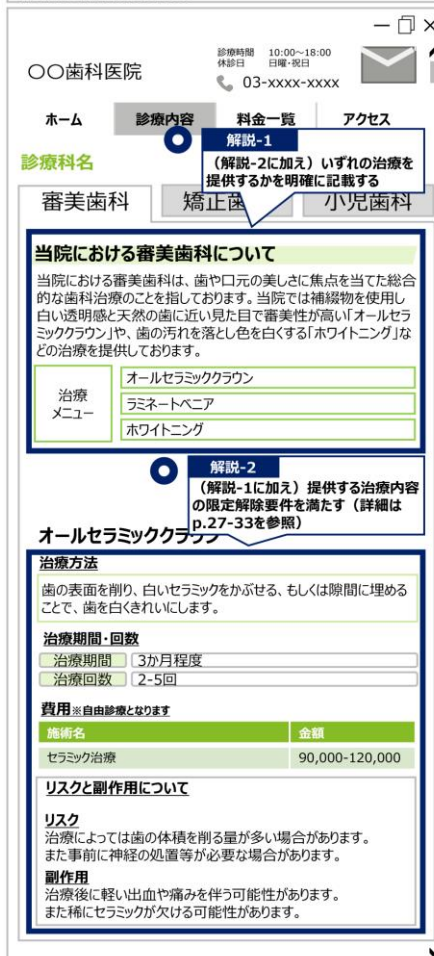 診療時間 10:00～18:00
休診日 日曜・祝日
〇〇歯科医院
03-xxxx-xxxx
ホーム 診療内容 料金一覧 アクセス
解説-1
（解説-2に加え）いずれの治療を
提供するかを明確に記載する
診療科名
審美歯科 矯正歯科 小児歯科
当院における審美歯科について
当院における審美歯科は、歯や口元の美しさに焦点を当てた総合
的な歯科治療のことを指しております。当院では補綴物を使用し
白い透明感と天然の歯に近い見た目で審美性が高い「オールセラ
ミッククラウン」や、歯の汚れを落とし色を白くする「ホワイトニング」な
どの治療を提供しております。
治療
メニュー
オールセラミッククラウン
ラミネートベニア
ホワイトニング
解説-2
（解説-1に加え）提供する治療内容
の限定解除要件を満たす（詳細は
p.27-33を参照）
オールセラミッククラウン
治療方法
歯の表面を削り、白いセラミックをかぶせる、もしくは隙間に埋める
ことで、歯を白くきれいにします。
治療期間・回数
治療期間 3か月程度
治療回数 2-5回
費用※自由診療となります
施術名 金額
セラミック治療 90,000-120,000
リスクと副作用について
リスク
治療によっては歯の体積を削る量が多い場合があります。
また事前に神経の処置等が必要な場合があります。
副作用
治療後に軽い出血や痛みを伴う可能性があります。
また稀にセラミックが欠ける可能性があります。